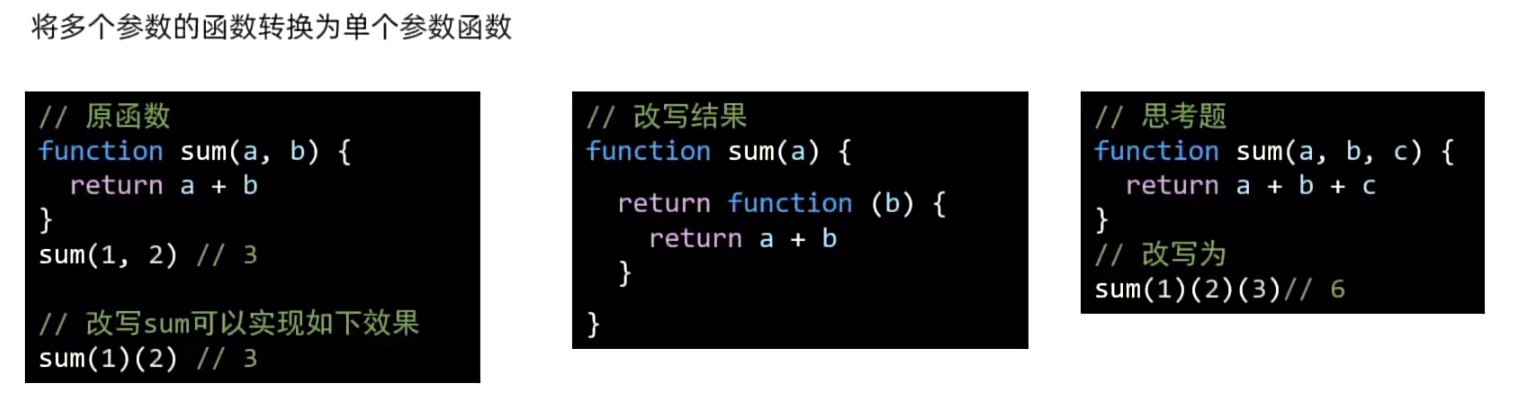 将多个参数的函数转换为单个参数函数
// 原函数
function sum(a, b) {
  return a + b
}
sum(1, 2) // 3
// 改写sum可以实现如下效果
sum(1)(2) // 3
// 改写结果
function sum(a) {
  return function (b) {
    return a + b
  }
}
// 思考题
function sum(a, b, c) {
  return a + b + c
}
// 改写为
sum(1)(2)(3)// 6